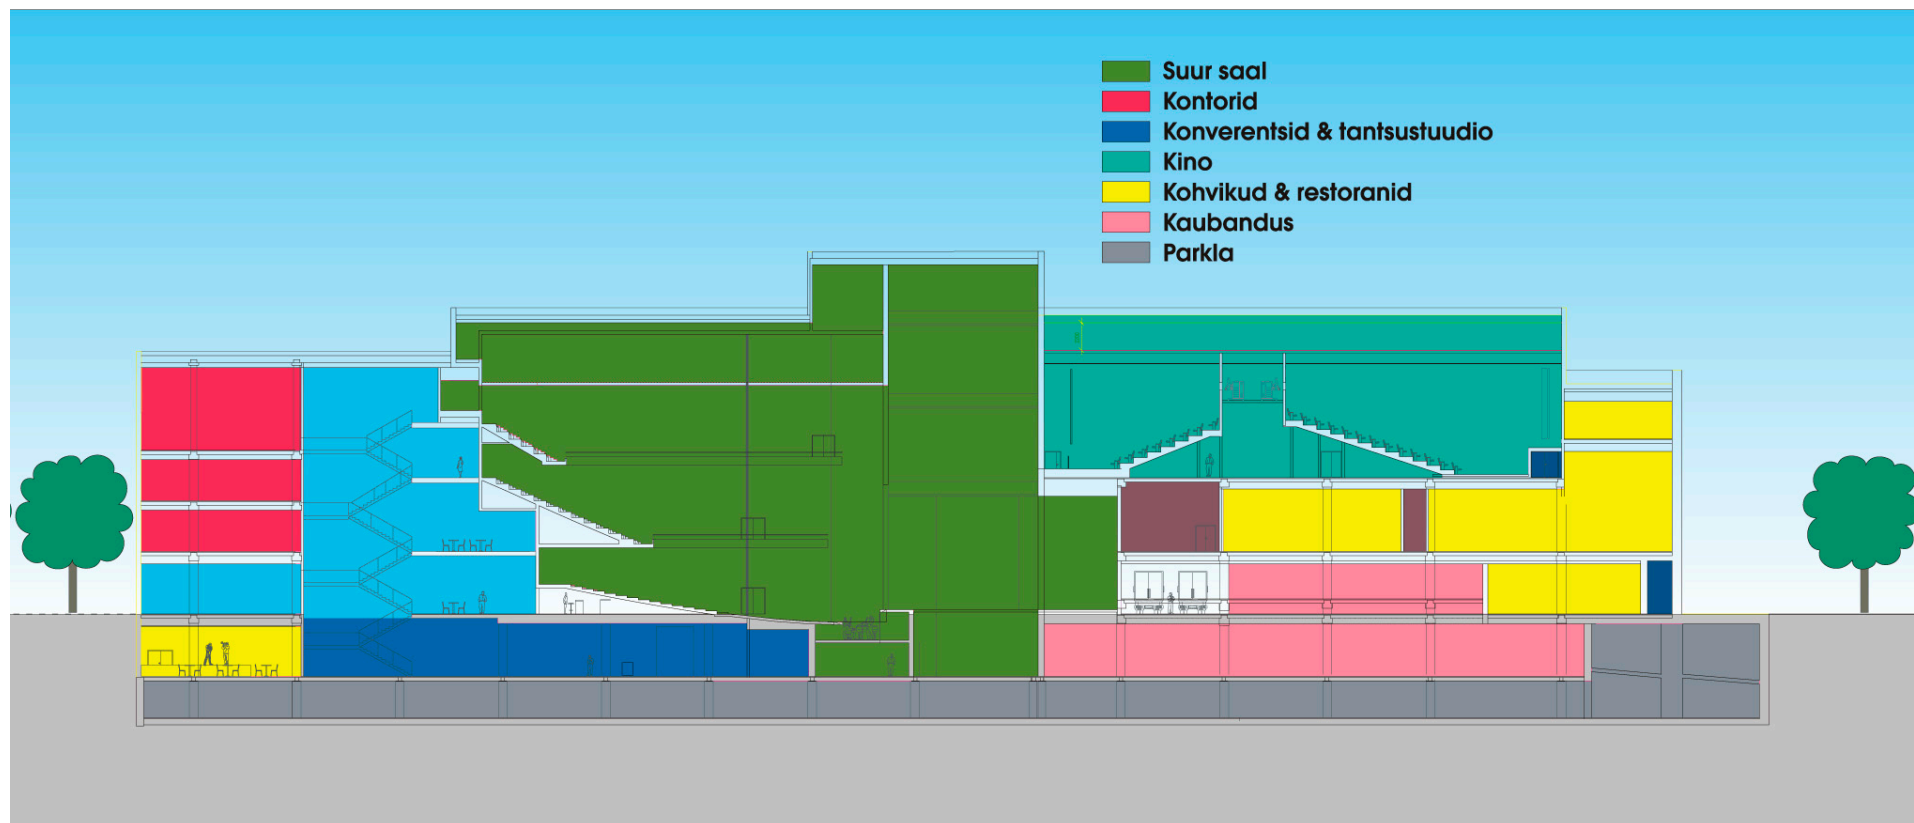 Suur saal
Kontorid
Konverentsid & tantsustuudio
Kino
Kohvikud & restoranid
Kaubandus
Parkla